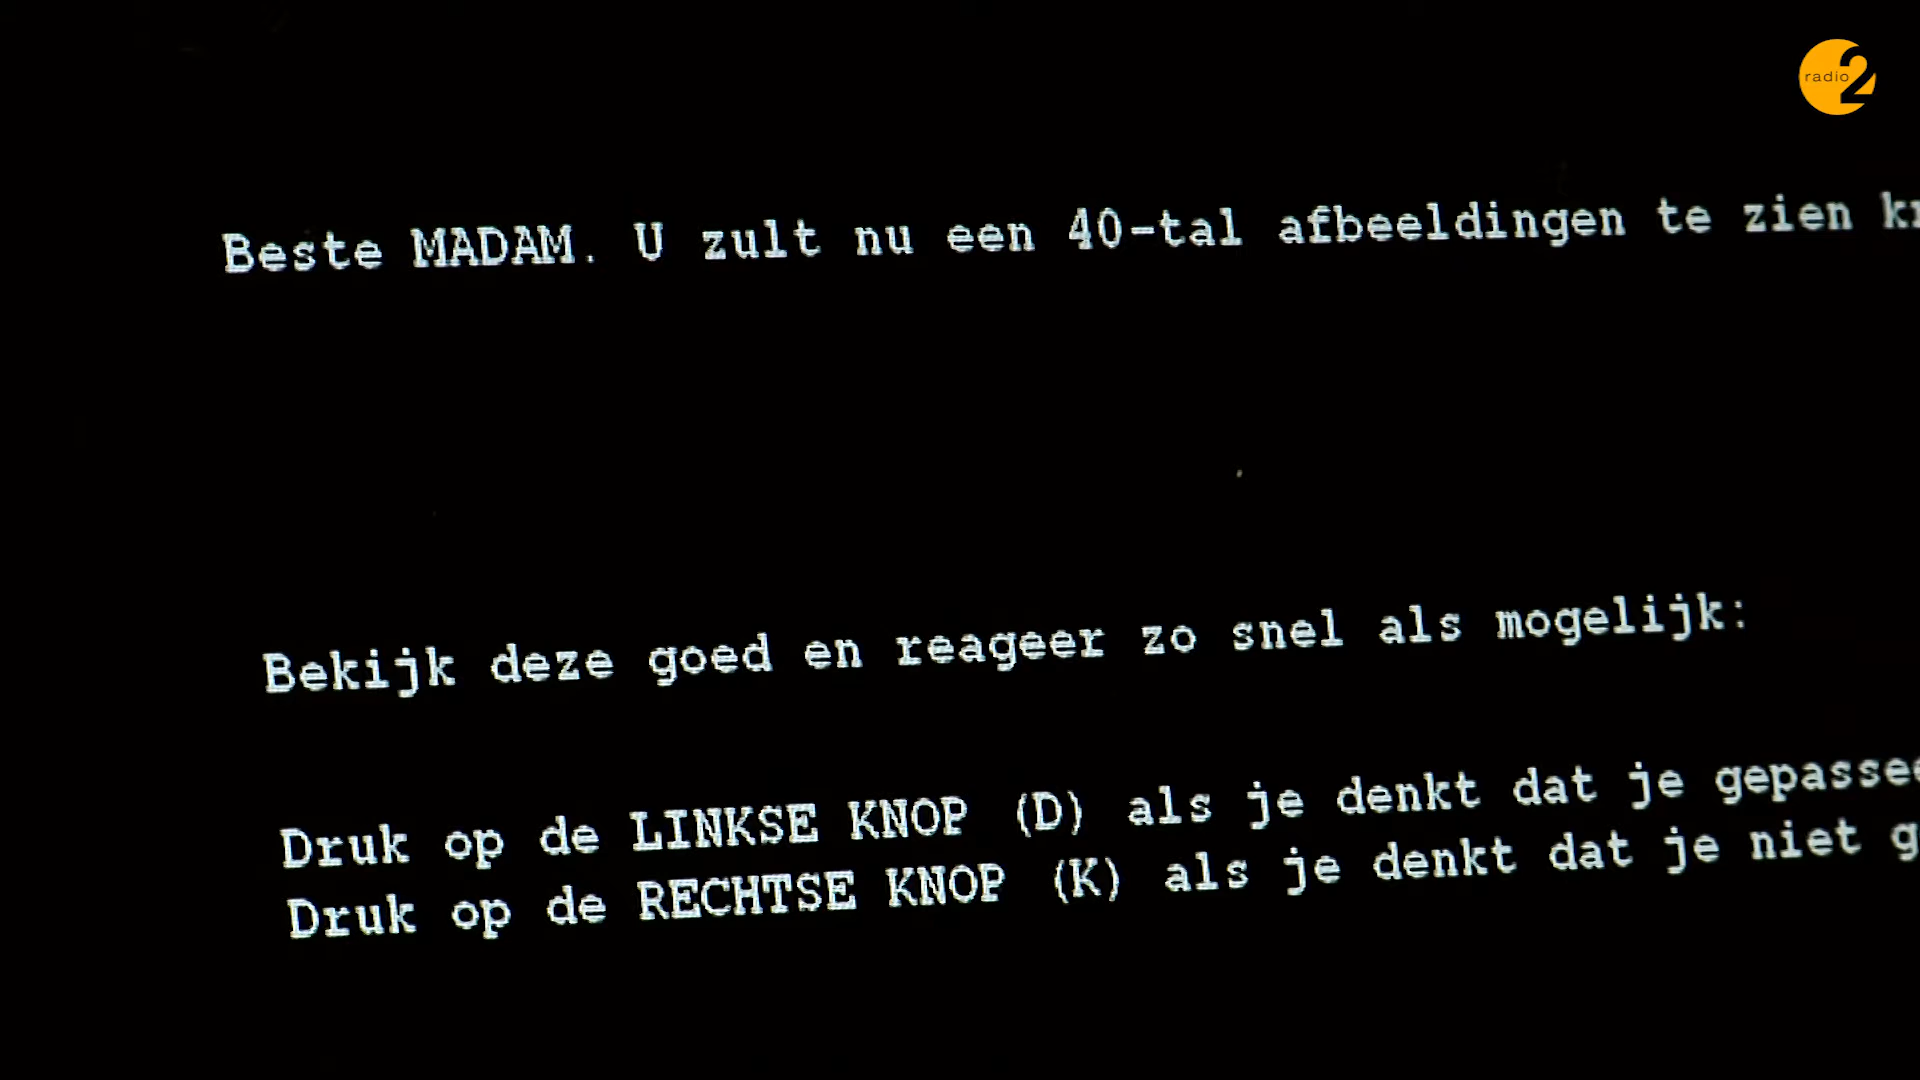 radio 2
Beste MADAM. U zult nu een 40-tal afbeeldingen te zien
Bekijk deze goed en reageer zo snel als mogelijk:
Druk op de LINKSE KNOP (D) als je denkt dat je
Druk op de RECHTSE KNOP (K) als je denkt dat je niet